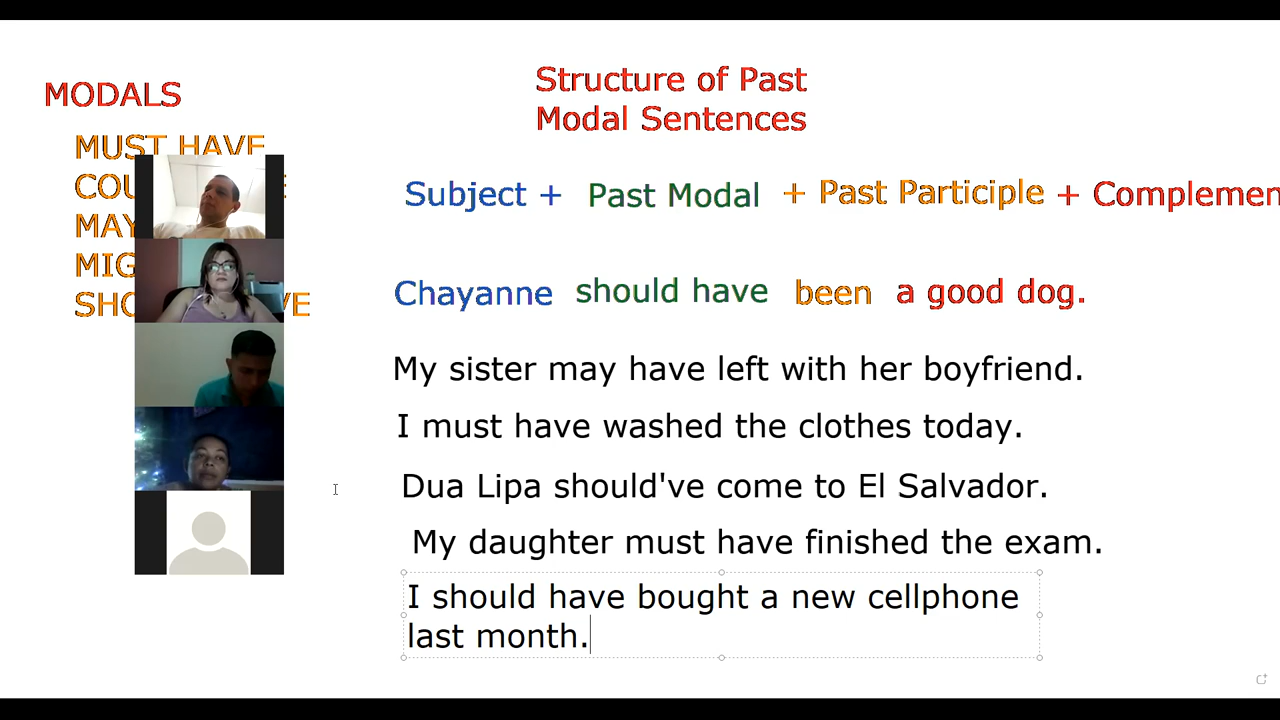 MODALS
Structure of Past
Modal Sentences
MUST HAVE
Subject + Past Modal + Past Participle + Complemen
Chayanne should have been a good dog.
My sister may have left with her boyfriend.
I must have washed the clothes today.
Dua Lipa should've come to El Salvador.
My daughter must have finished the exam.
I should have bought a new cellphone
last month.